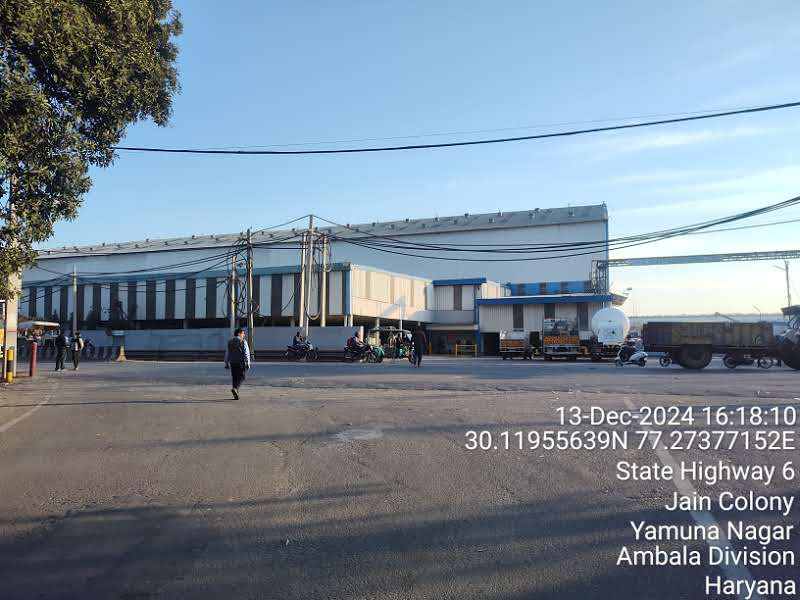 13-Dec-2024 16:18:10
30.11955639N 77.27377152E
State Highway 6
Jain Colony
Yamuna Nagar
Ambala Division
Haryana